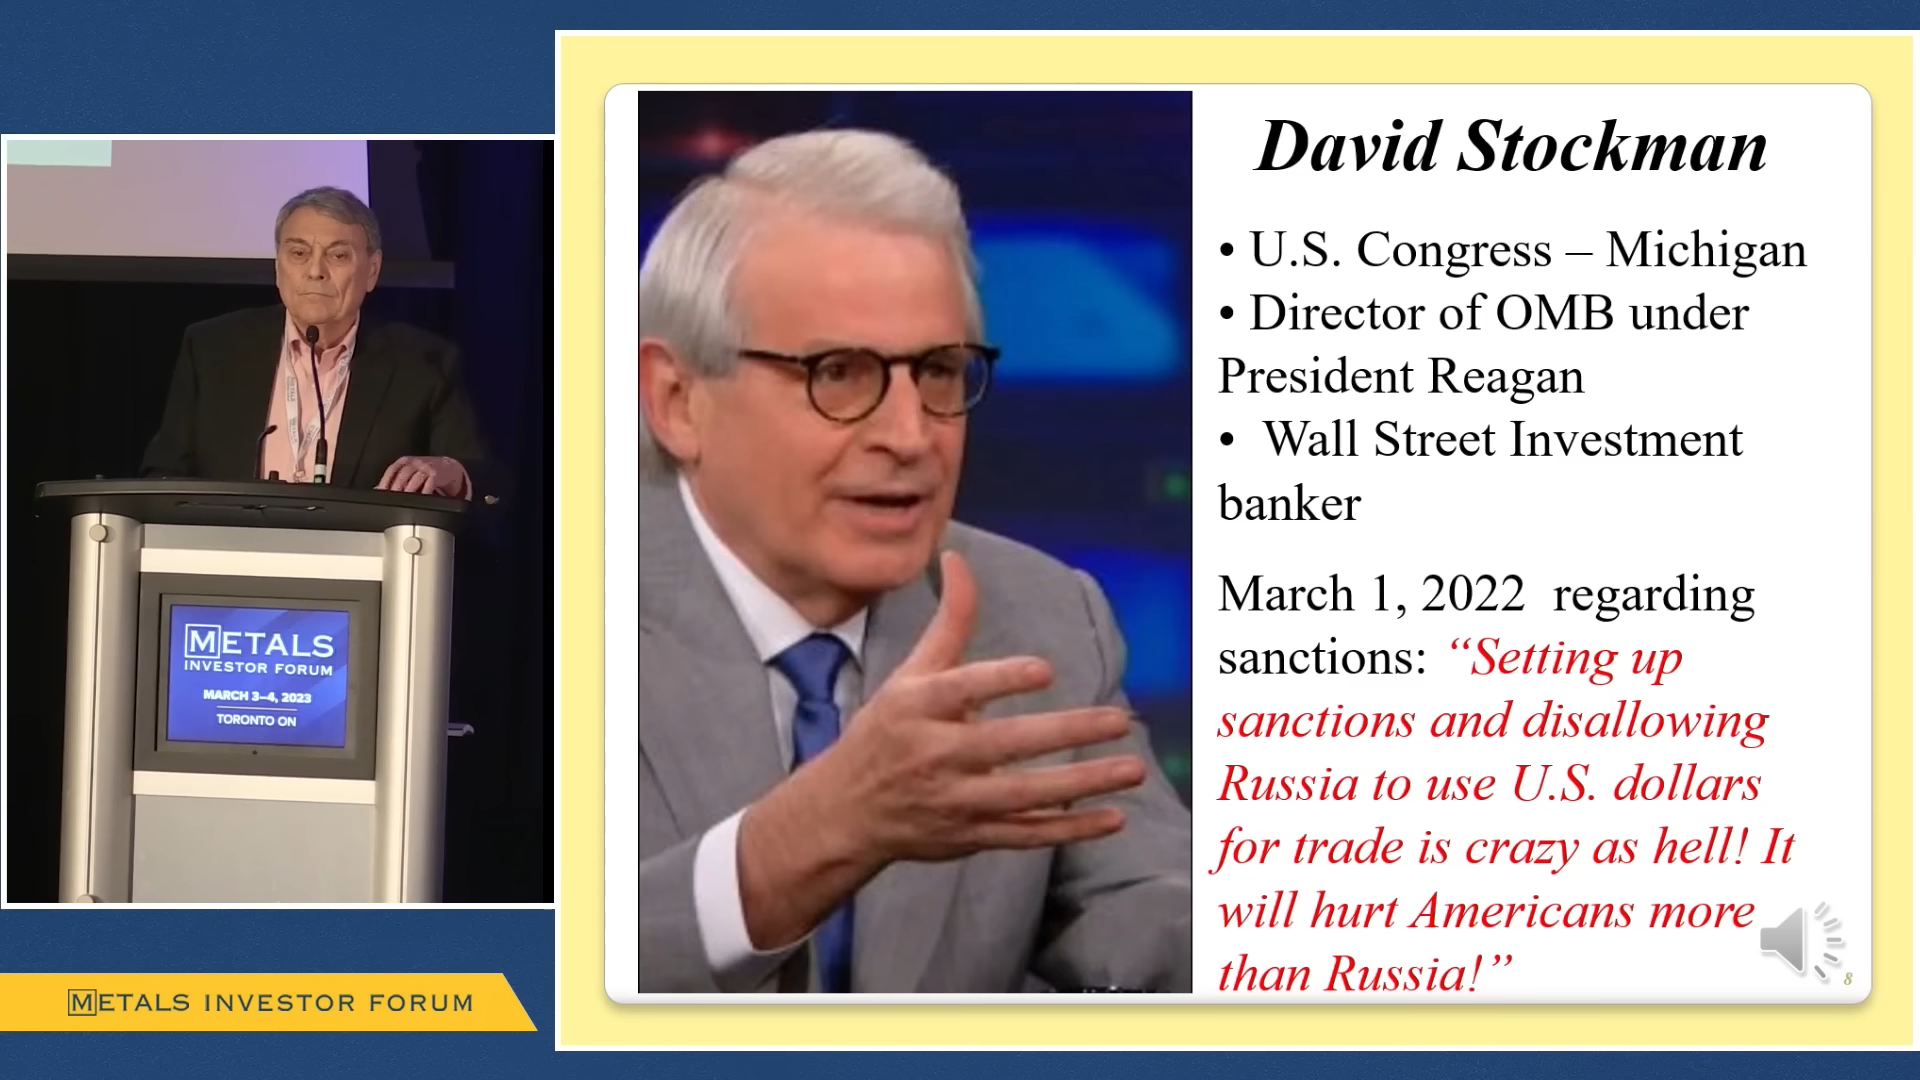 METALS
INVESTOR FORUM
MARCH 3–4, 2023
TORONTO ON
METALS INVESTOR FORUM
David Stockman
• U.S. Congress – Michigan
• Director of OMB under
President Reagan
• Wall Street Investment
banker
March 1, 2022 regarding
sanctions: “Setting up
sanctions and disallowing
Russia to use U.S. dollars
for trade is crazy as hell! It
will hurt Americans more
than Russia!”
8